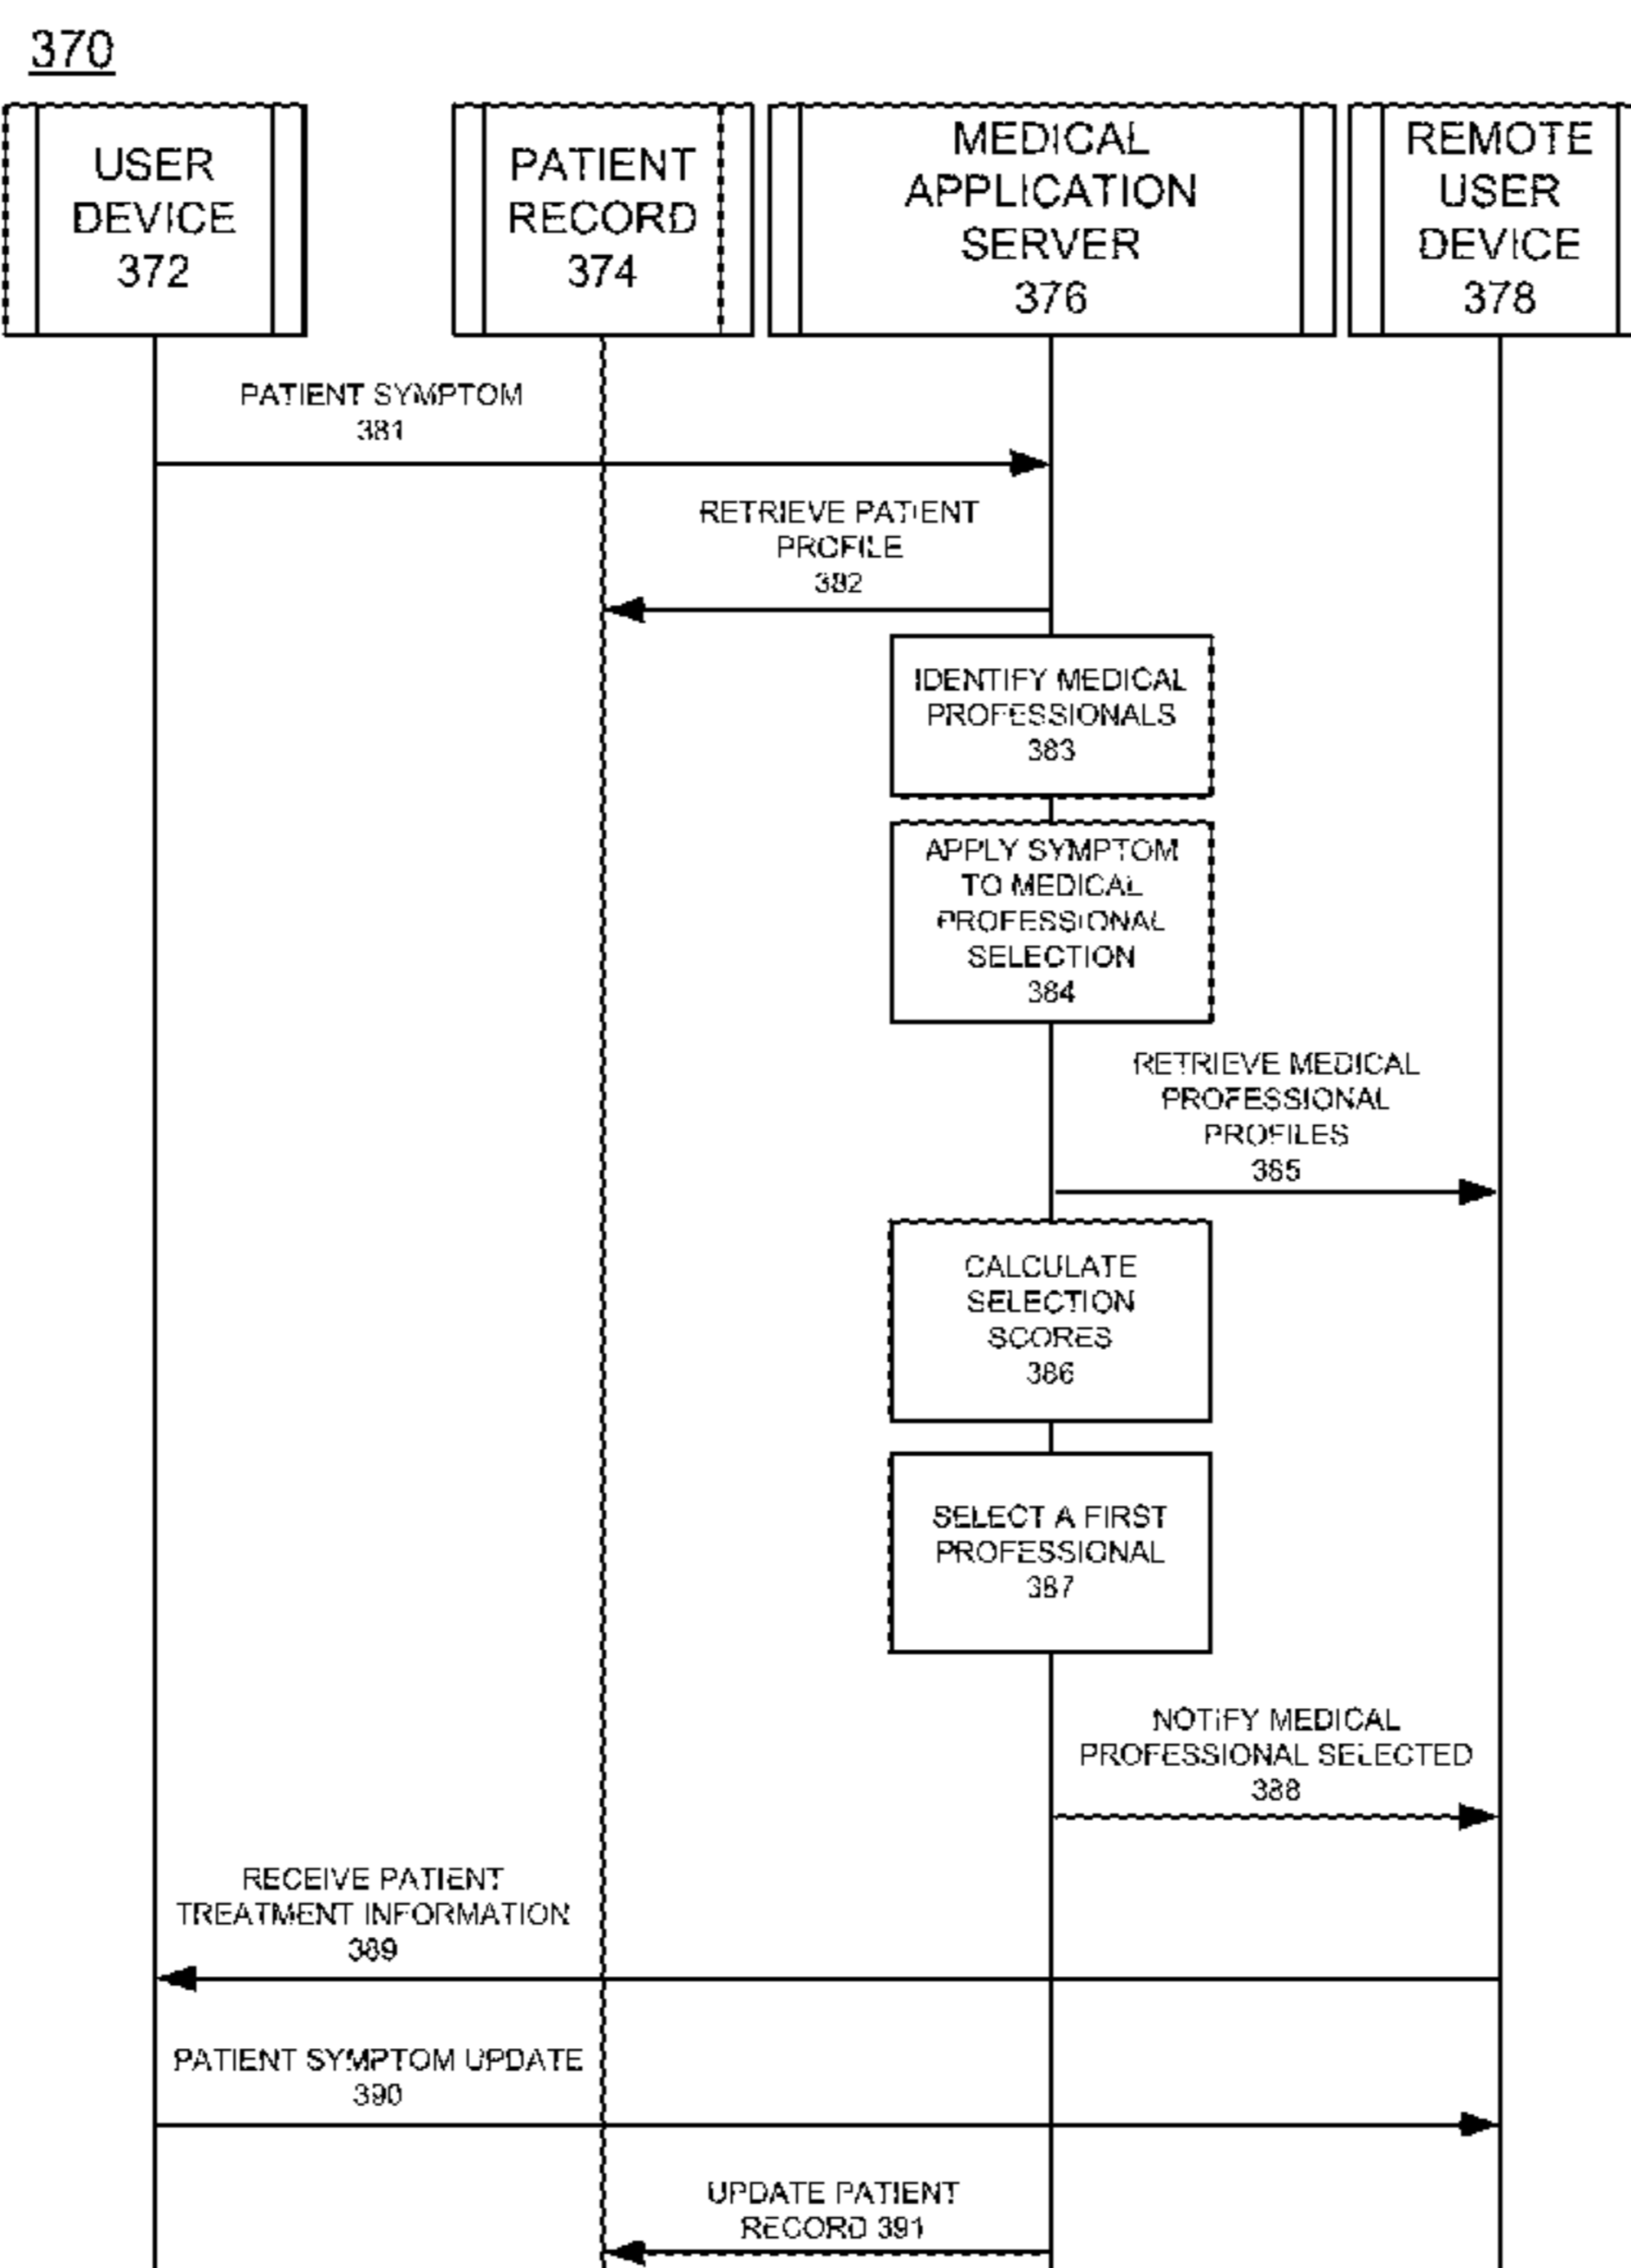 370
USER
DEVICE
372
PATIENT
RECORD
374
MEDICAL
APPLICATION
SERVER
376
REMOTE
USER
DEVICE
378
PATIENT SYMPTOM
381
RETRIEVE PATIENT
PROFILE
382
IDENTIFY MEDICAL
PROFESSIONALS
383
APPLY SYMPTOM
TO MEDICAL
PROFESSIONAL
SELECTION
384
RETRIEVE MEDICAL
PROFESSIONAL
PROFILES
385
CALCULATE
SELECTION
SCORES
386
SELECT A FIRST
PROFESSIONAL
387
NOTIFY MEDICAL
PROFESSIONAL SELECTED
388
RECEIVE PATIENT
TREATMENT INFORMATION
389
PATIENT SYMPTOM UPDATE
390
UPDATE PATIENT
RECORD 391